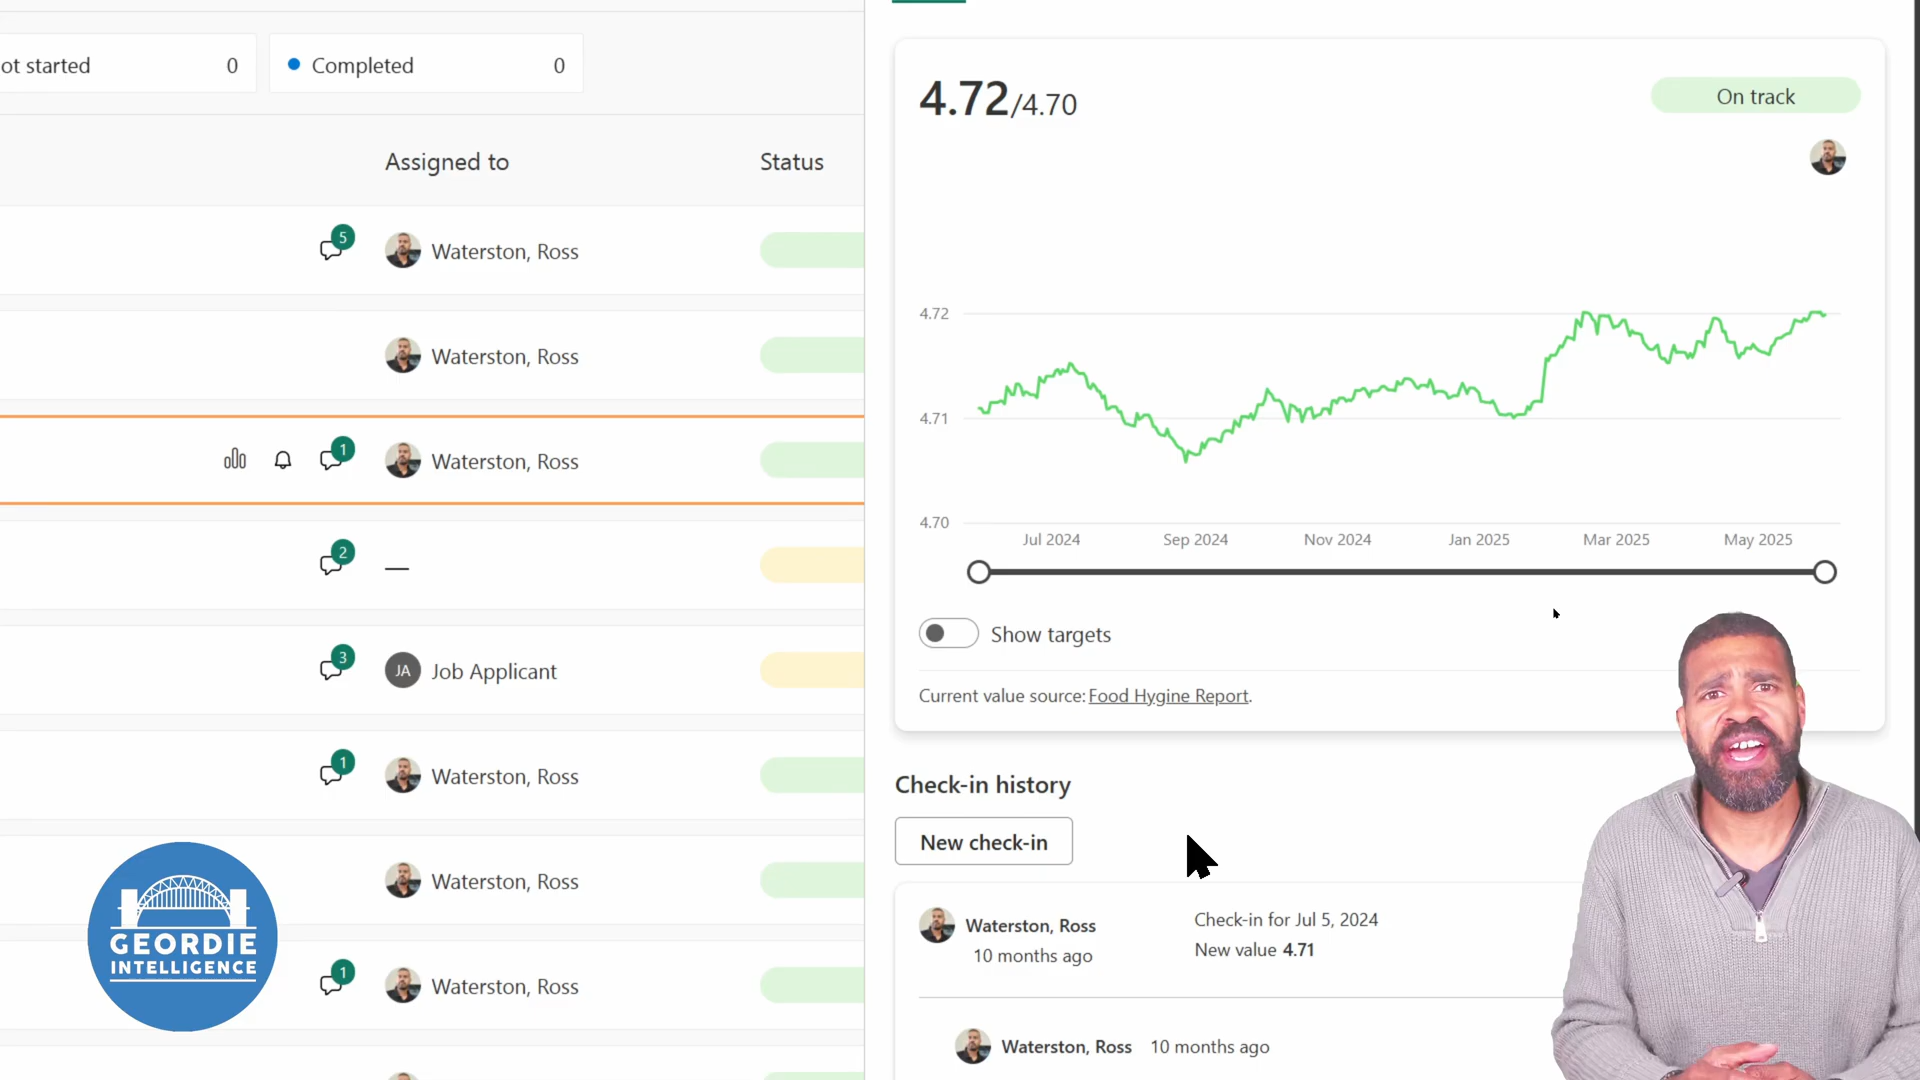 ot started 0
Completed 0
Assigned to Status
5 Waterston, Ross
Waterston, Ross
1 Waterston, Ross
2 —
3 JA Job Applicant
1 Waterston, Ross
Waterston, Ross
1 Waterston, Ross
GEORDIE
INTELLIGENCE
4.72/4.70
On track
4.72
4.71
4.70
Jul 2024 Sep 2024 Nov 2024 Jan 2025 Mar 2025 May 2025
Show targets
Current value source: Food Hygine Report.
Check-in history
New check-in
Waterston, Ross Check-in for Jul 5, 2024
10 months ago New value 4.71
Waterston, Ross 10 months ago